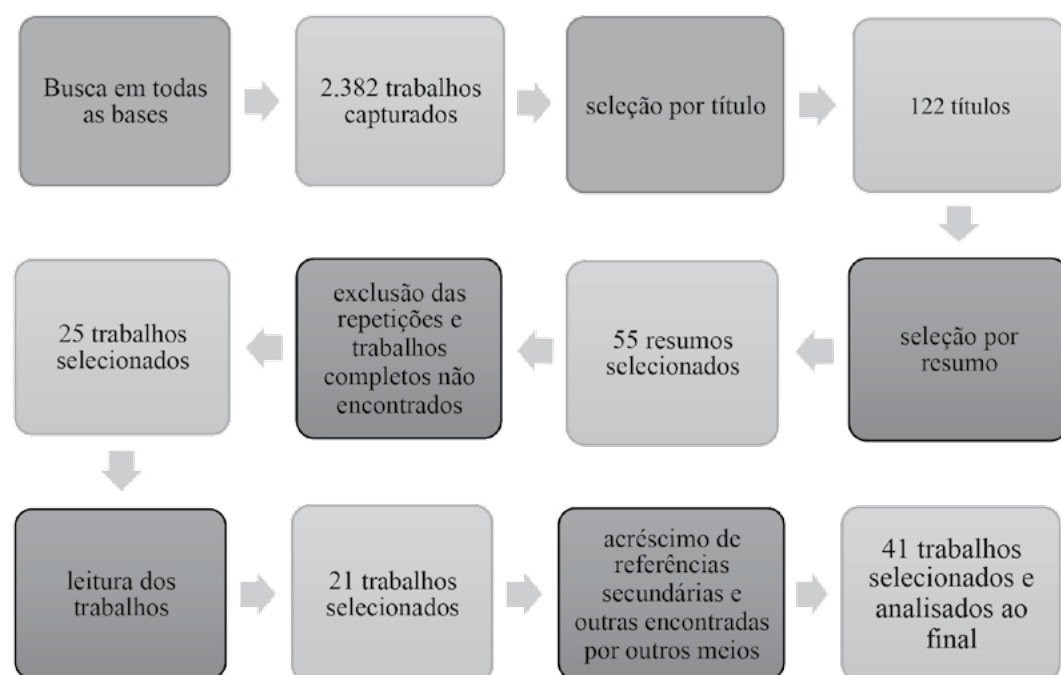 Busca em todas
as bases
2.382 trabalhos
capturados
seleção por título
122 títulos
seleção por
resumo
55 resumos
selecionados
exclusão das
repetições e
trabalhos
completos não
encontrados
25 trabalhos
selecionados
leitura dos
trabalhos
21 trabalhos
selecionados
acréscimo de
referências
secundárias e
outras encontradas
por outros meios
41 trabalhos
selecionados e
analisados ao
final